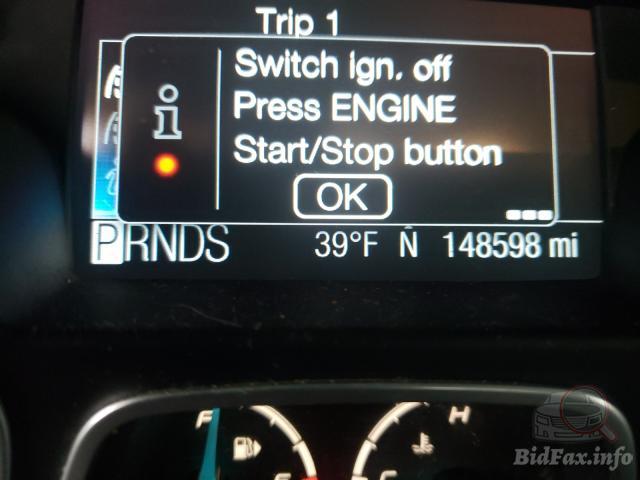 Trip 1
Switch ign. off
Press ENGINE
Start/Stop button
OK
PRNDS 39°F N 148598 mi
F H
BidFax.info